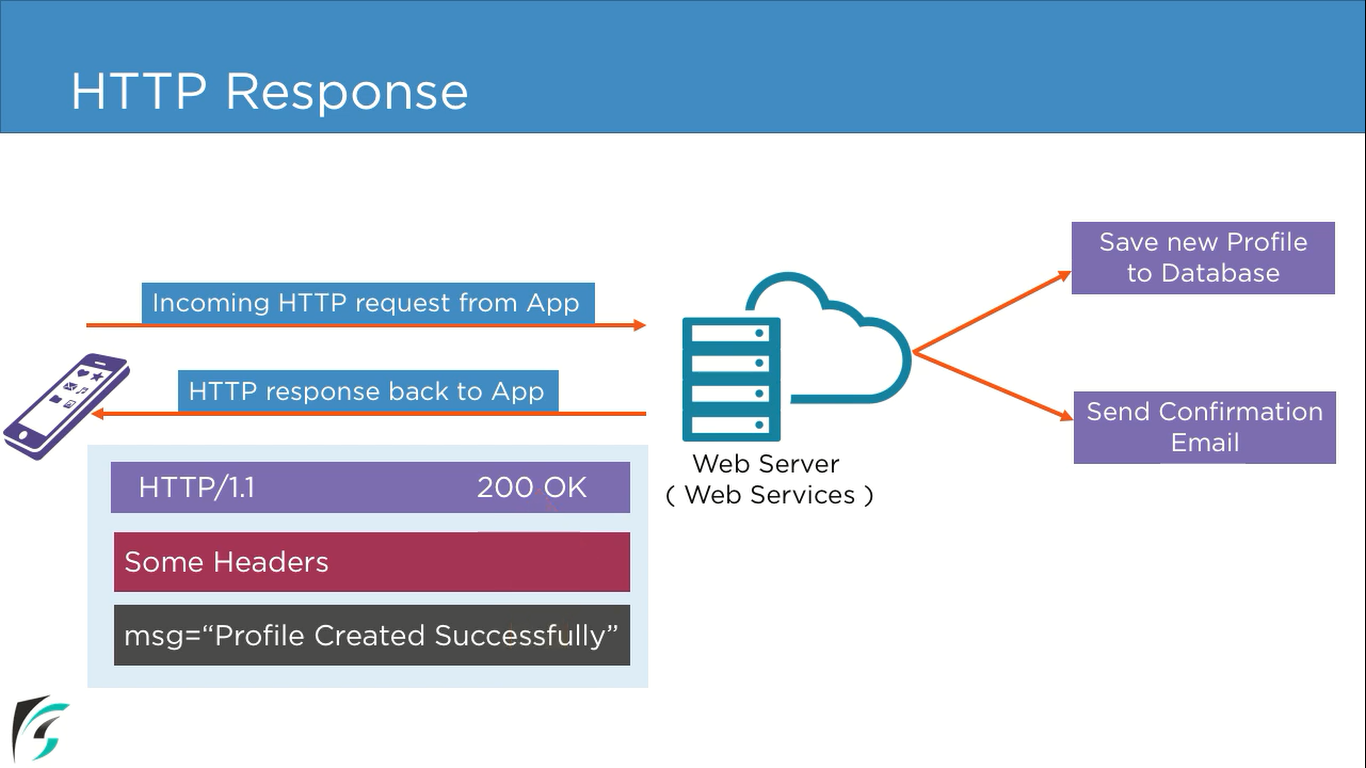 HTTP Response
Incoming HTTP request from App
HTTP response back to App
HTTP/1.1 200 OK
Some Headers
msg=“Profile Created Successfully”
Web Server
( Web Services )
Save new Profile
to Database
Send Confirmation
Email